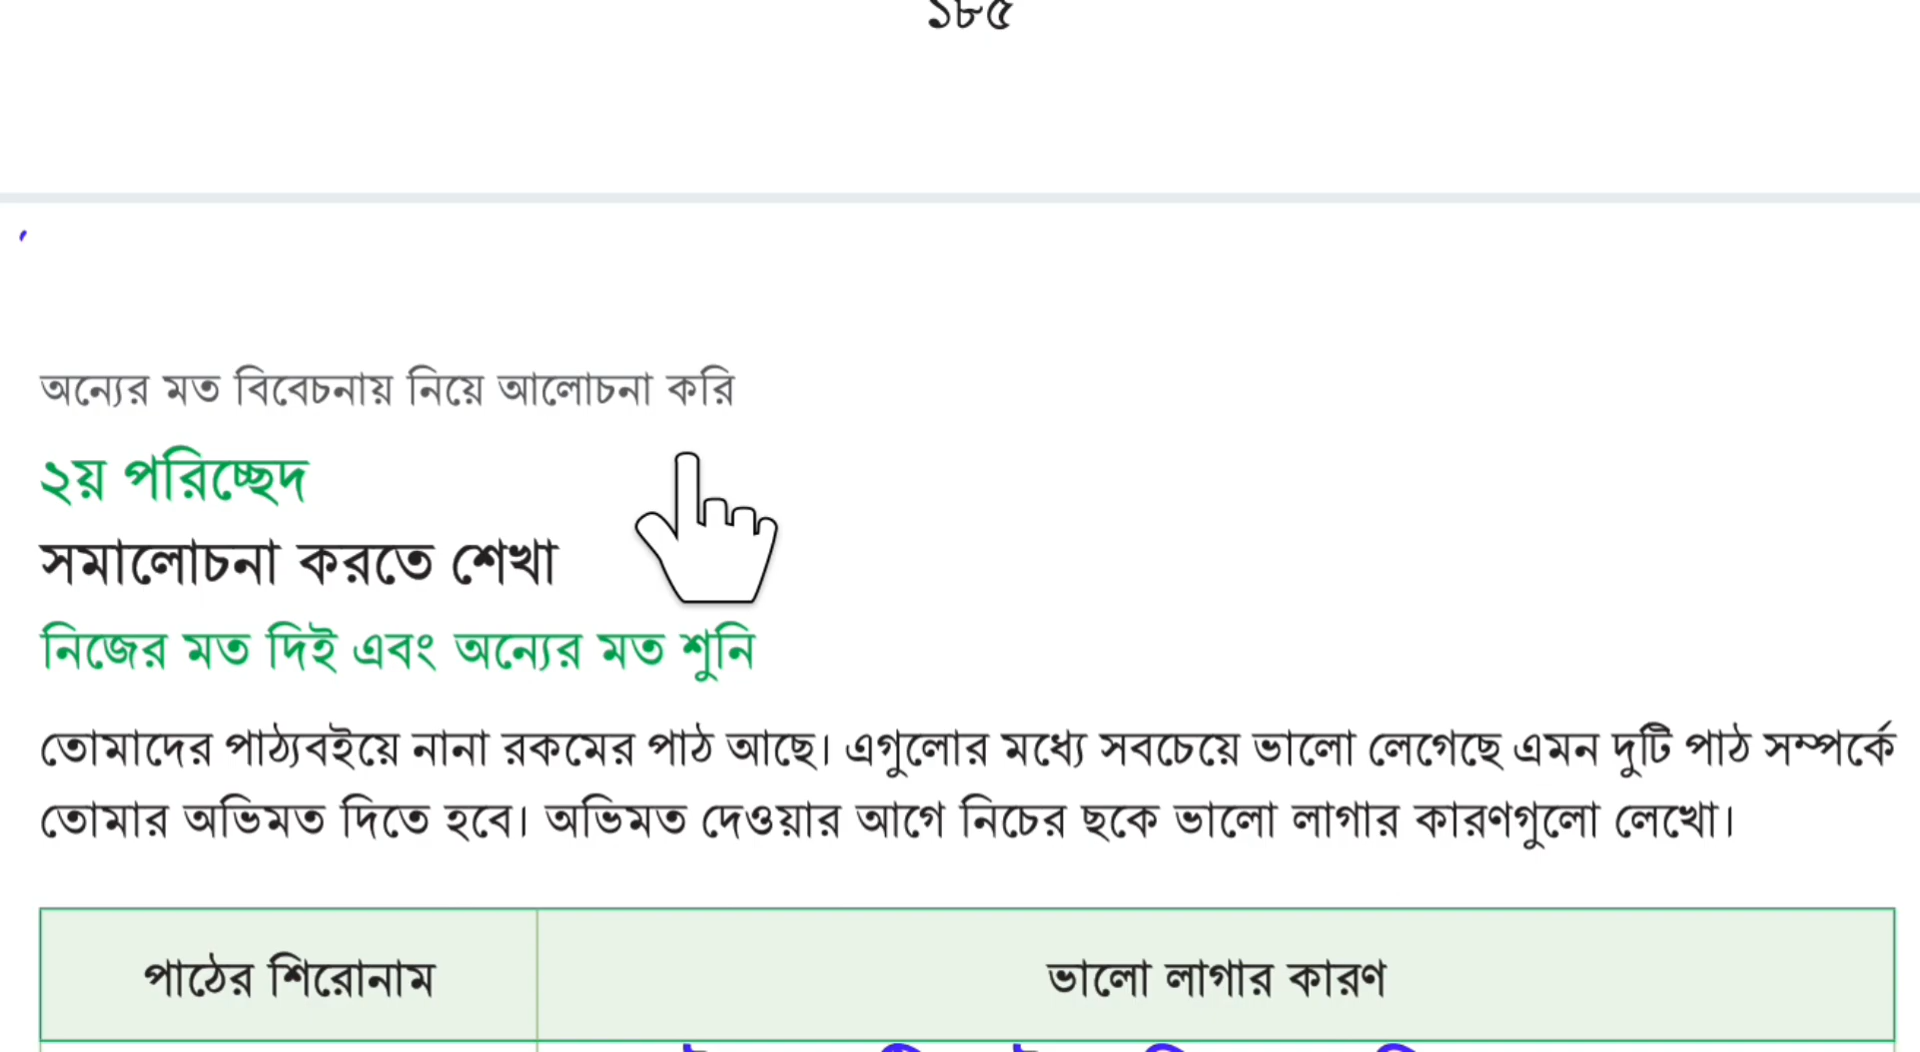 ১৮৫
অন্যের মত বিবেচনায় নিয়ে আলোচনা করি
২য় পরিচ্ছেদ
সমালোচনা করতে শেখা
নিজের মত দিই এবং অন্যের মত শুনি
তোমাদের পাঠ্যবইয়ে নানা রকমের পাঠ আছে। এগুলোর মধ্যে সবচেয়ে ভালো লেগেছে এমন দুটি পাঠ সম্পর্কে
তোমার অভিমত দিতে হবে। অভিমত দেওয়ার আগে নিচের ছকে ভালো লাগার কারণগুলো লেখো।
পাঠের শিরোনাম
ভালো লাগার কারণ